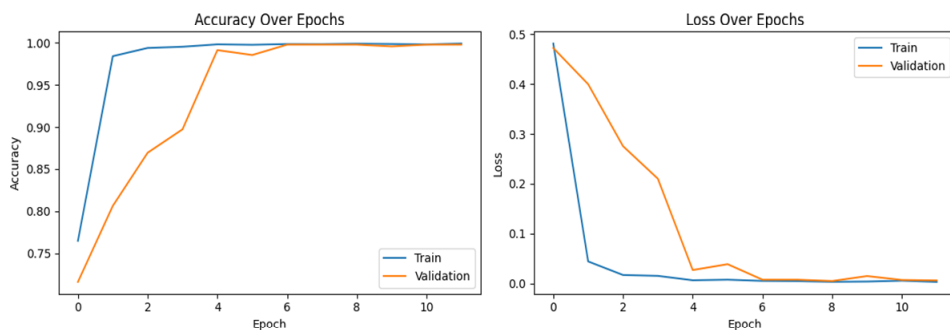 Accuracy Over Epochs
1.00
0.95
0.90
0.85
0.80
0.75
Accuracy
0
2
4
6
8
10
Epoch
Train
Validation
Loss Over Epochs
0.5
0.4
0.3
0.2
0.1
0.0
Loss
0
2
4
6
8
10
Epoch
Train
Validation